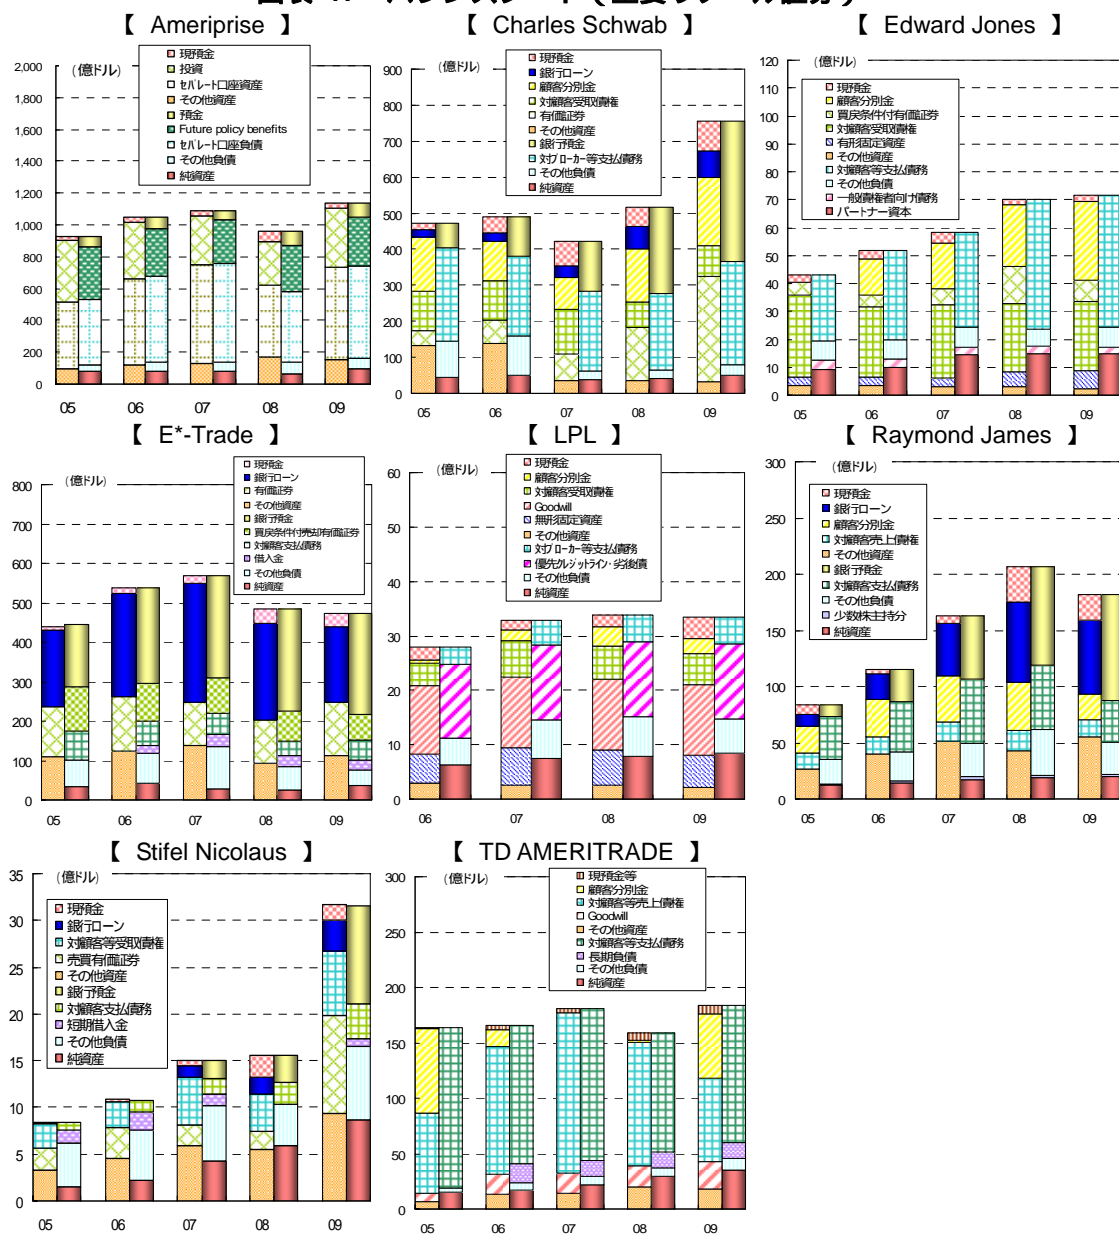 【 Ameriprise 】
(億ドル)
2,000
1,800
1,600
1,400
1,200
1,000
800
600
400
200
0
現預金
投資
セパレート口座資産
その他資産
預金
Future policy benefits
セパレート口座負債
その他負債
純資産
05 06 07 08 09
【 Charles Schwab 】
(億ドル)
900
800
700
600
500
400
300
200
100
0
現預金
銀行ローン
顧客分別金
対顧客受取債権
有価証券
その他資産
銀行預金
対ブローカー等支払債務
その他負債
純資産
05 06 07 08 09
【 Edward Jones 】
(億ドル)
120
110
100
90
80
70
60
50
40
30
20
10
0
現預金
顧客分別金
買戻条件付有価証券
対顧客受取債権
有形固定資産
その他資産
対顧客等支払債務
その他負債
一般債権者向け債務
パートナー資本
05 06 07 08 09
【 E*-Trade 】
(億ドル)
800
700
600
500
400
300
200
100
0
現預金
銀行ローン
有価証券
その他資産
銀行預金
買戻条件付売却有価証券
対顧客支払債務
借入金
その他負債
純資産
05 06 07 08 09
【 LPL 】
(億ドル)
60
50
40
30
20
10
0
現預金
顧客分別金
対顧客受取債権
Goodwill
無形固定資産
その他資産
対ブローカー等支払債務
優先クレジットライン・劣後債
その他負債
純資産
06 07 08 09
【 Raymond James 】
(億ドル)
300
250
200
150
100
50
0
現預金
銀行ローン
顧客分別金
対顧客売上債権
その他資産
銀行預金
対顧客支払債務
その他負債
少数株主持分
純資産
05 06 07 08 09
【 Stifel Nicolaus 】
(億ドル)
35
30
25
20
15
10
5
0
現預金
銀行ローン
対顧客等受取債権
売買有価証券
その他資産
銀行預金
対顧客支払債務
短期借入金
その他負債
純資産
05 06 07 08 09
【 TD AMERITRADE 】
(億ドル)
300
250
200
150
100
50
0
現預金等
顧客分別金
対顧客等売上債権
Goodwill
その他資産
対顧客等支払債務
長期負債
その他負債
純資産
05 06 07 08 09